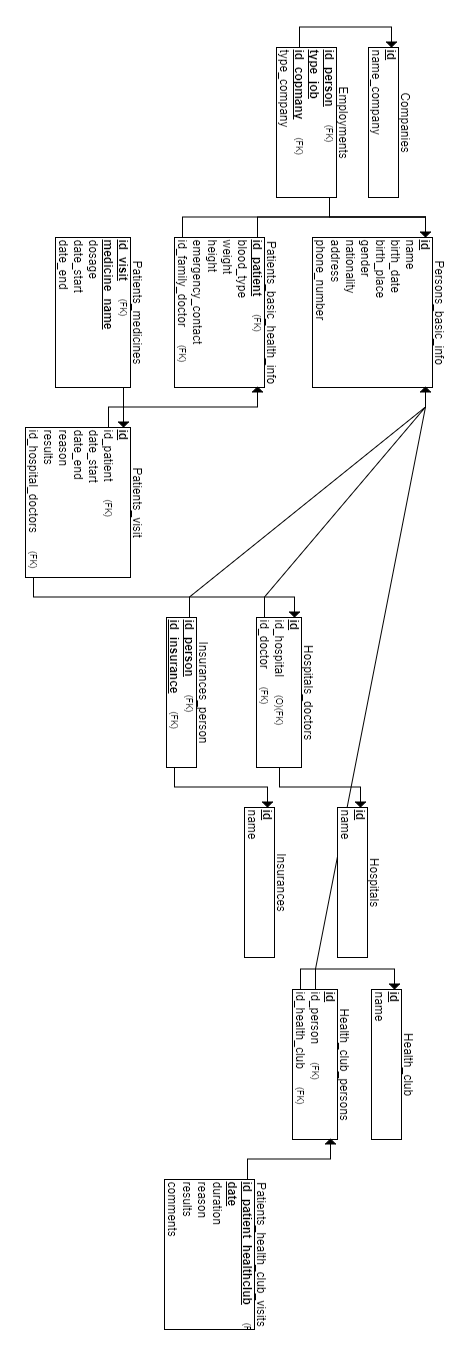 Companies
id
name_company
Employments
id_person (FK)
type_job
id_copmany (FK)
type_company
Persons_basic_info
id
name
birth_date
birth_place
gender
nationality
address
phone_number
Patients_basic_health_info
id_patient (FK)
blood_type
weight
height
emergency_contact
id_family_doctor (FK)
Patients_medicines
id_visit (FK)
medicine_name
dosage
date_start
date_end
Patients_visit
id
id_patient (FK)
date_start
date_end
reason
results
id_hospital_doctors (FK)
Hospitals_doctors
id
id_hospital (O)(FK)
id_doctor (FK)
Insurances_person
id_person (FK)
id_insurance (FK)
Hospitals
id
name
Insurances
id
name
Health_club
id
name
Health_club_persons
id
id_person (FK)
id_health_club (FK)
Patients_health_club_visits
id_patient_healthclub (F
date
duration
reason
results
comments